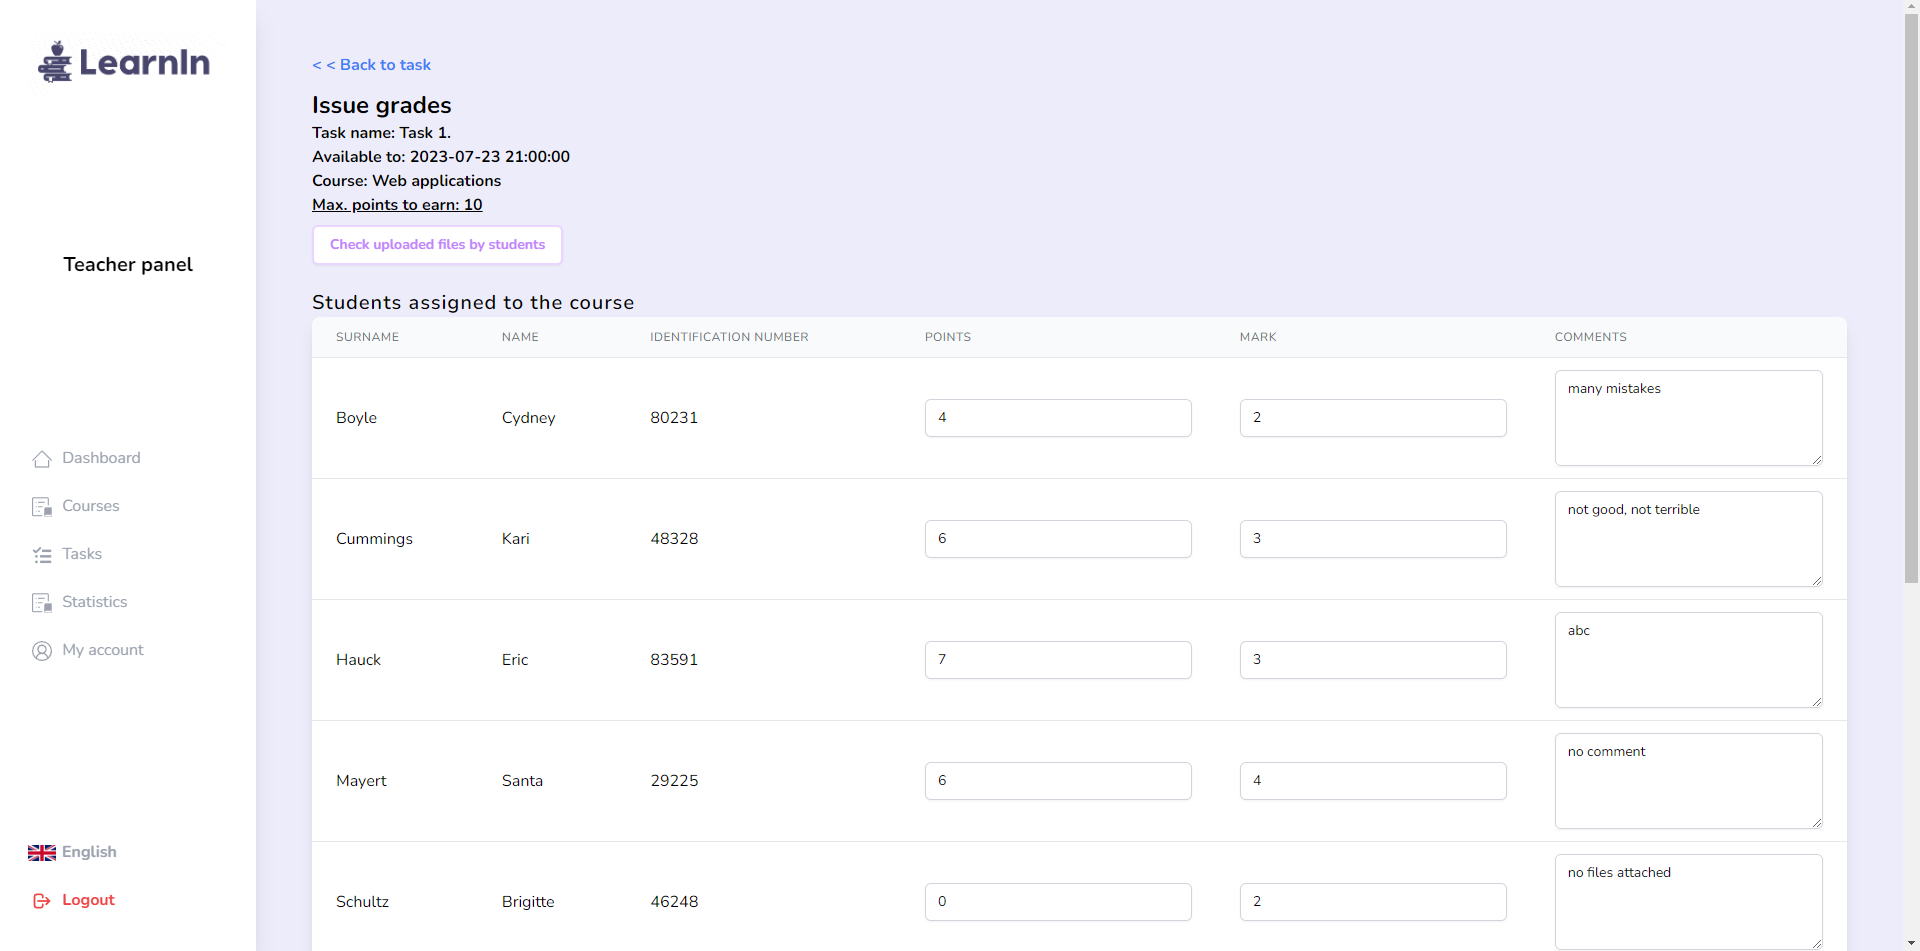 LearnIn
Teacher panel
Dashboard
Courses
Tasks
Statistics
My account
English
Logout
< < Back to task
Issue grades
Task name: Task 1.
Available to: 2023-07-23 21:00:00
Course: Web applications
Max. points to earn: 10
Check uploaded files by students
Students assigned to the course
SURNAME NAME IDENTIFICATION NUMBER POINTS MARK COMMENTS
Boyle Cydney 80231 4 2 many mistakes
Cummings Kari 48328 6 3 not good, not terrible
Hauck Eric 83591 7 3 abc
Mayert Santa 29225 6 4 no comment
Schultz Brigitte 46248 0 2 no files attached